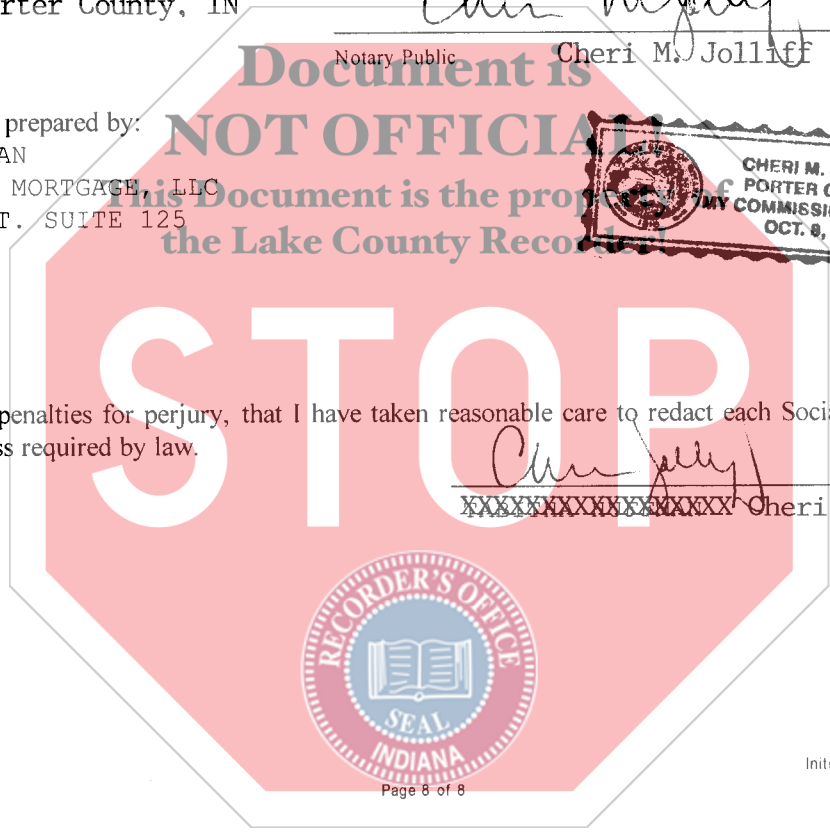 rter County, IN
Notary Public Cheri M. Jolliff
Document is
NOT OFFICIAL!
prepared by:
AN
MORTGAGE, LLC
This Document is the property of
T. SUITE 125
the Lake County Recorder!
CHERI M.
PORTER C
MY COMMISSI
OCT. 8,
STOP
penalties for perjury, that I have taken reasonable care to redact each Socia
ss required by law.
XXXXXXXXXXXXXXXXXX Cheri
RECORDER'S OFFICE
SEAL
INDIANA
Page 8 of 8